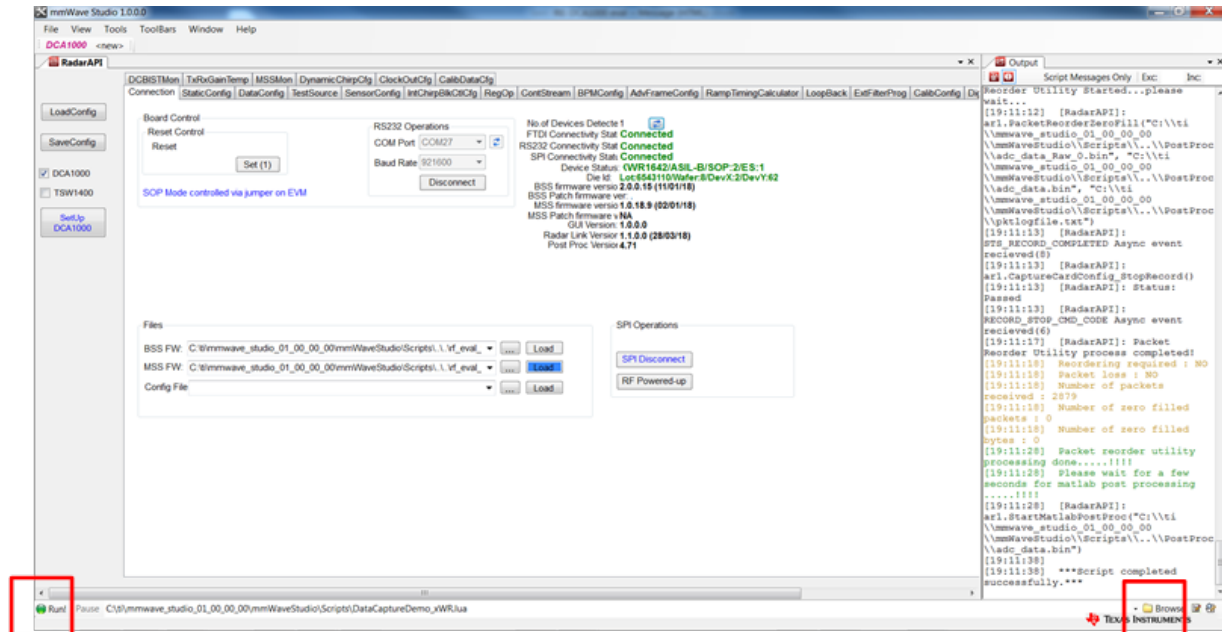 mmWave Studio 1.0.0.0
File View Tools ToolBars Window Help
DCA1000 <new>
RadarAPI
DCBISTMon TxRxGainTemp MSSMon DynamicChirpCfg ClockOutCfg CalibDataCfg
Connection StaticConfig DataConfig TestSource SensorConfig IntChirpBlkCtlCfg RegOp ContStream BPMConfig AdvFrameConfig RampTimingCalculator LoopBack ExtFilterProg CalibConfig
LoadConfig
SaveConfig
DCA1000
TSW1400
SetUp
DCA1000
Board Control
Reset Control
Reset
Set (1)
SOP Mode controlled via jumper on EVM
RS232 Operations
COM Port COM27
Baud Rate 921600
Disconnect
No.of Devices Detecte 1
FTDI Connectivity Stat Connected
RS232 Connectivity Stat Connected
SPI Connectivity Stat Connected
Device Status: (WR1642/ASIL-B/SOP:2/ES:1
Die Id: Lot:6543110/Wafer:8/DevX:2/DevY:62
BSS firmware versio 2.0.0.15 (11/01/18)
BSS Patch firmware ver:
MSS firmware versio 1.0.18.9 (02/01/18)
MSS Patch firmware v NA
GUI Version: 1.0.0.0
Radar Link Versior 1.1.0.0 (28/03/18)
Post Proc Versior 4.71
Files
BSS FW: C:\ti\mmwave_studio_01_00_00_00\mmWaveStudio\Scripts\..\..\rf_eval_ ... Load
MSS FW: C:\ti\mmwave_studio_01_00_00_00\mmWaveStudio\Scripts\..\..\rf_eval_ ... Load
Config File ... Load
SPI Operations
SPI Disconnect
RF Powered-up
Output
Script Messages Only Exc: Inc:
Reorder Utility Started...please
wait...
[19:11:12] [RadarAPI]:
ar1.PacketReorderZeroFill("C:\\ti
\\mmwave_studio_01_00_00_00
\\mmWaveStudio\\Scripts\\..\\PostProc
\\adc_data_Raw_0.bin", "C:\\ti
\\mmwave_studio_01_00_00_00
\\mmWaveStudio\\Scripts\\..\\PostProc
\\adc_data.bin", "C:\\ti
\\mmwave_studio_01_00_00_00
\\mmWaveStudio\\Scripts\\..\\PostProc
\\pktlogfile.txt")
[19:11:13] [RadarAPI]:
STS_RECORD_COMPLETED Async event
recieved(8)
[19:11:13] [RadarAPI]:
ar1.CaptureCardConfig_StopRecord()
[19:11:13] [RadarAPI]: Status:
Passed
[19:11:13] [RadarAPI]:
RECORD_STOP_CMD_CODE Async event
recieved(6)
[19:11:17] [RadarAPI]: Packet
Reorder Utility process completed!
[19:11:18] Reordering required : NO
[19:11:18] Packet loss : NO
[19:11:18] Number of packets
received : 2879
[19:11:18] Number of zero filled
packets : 0
[19:11:18] Number of zero filled
bytes : 0
[19:11:28] Packet reorder utility
processing done.....!!!!
[19:11:28] Please wait for a few
seconds for matlab post processing
.....!!!!
[19:11:28] [RadarAPI]:
ar1.StartMatlabPostProc("C:\\ti
\\mmwave_studio_01_00_00_00
\\mmWaveStudio\\Scripts\\..\\PostProc
\\adc_data.bin")
[19:11:38]
[19:11:38] ***Script completed
successfully.***
Run! Pause C:\ti\mmwave_studio_01_00_00_00\mmWaveStudio\Scripts\DataCaptureDemo_xWR.lua
Browse
TEXAS INSTRUMENTS